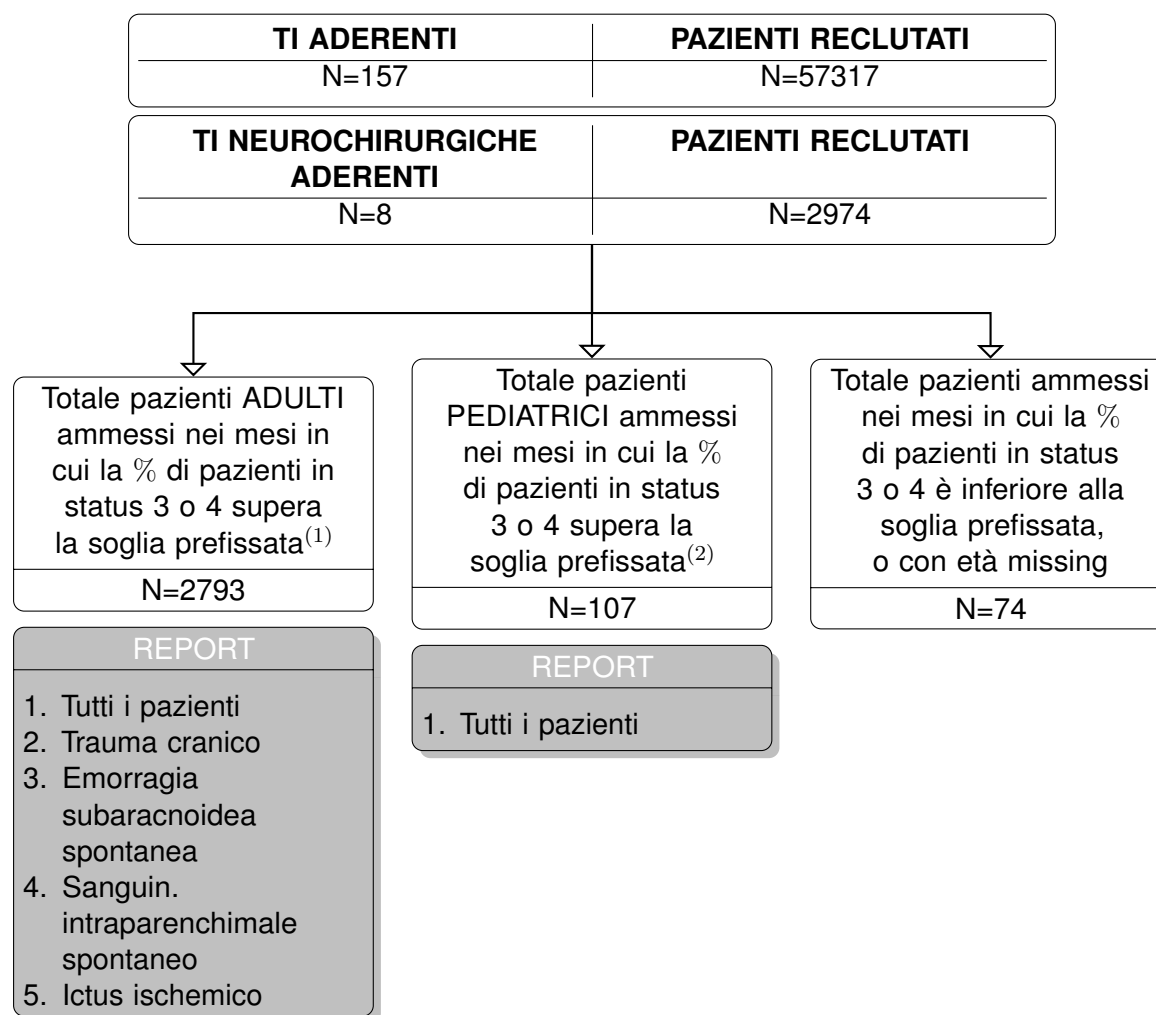 TI ADERENTI PAZIENTI RECLUTATI
N=157 N=57317
TI NEUROCHIRURGICHE PAZIENTI RECLUTATI
ADERENTI
N=8 N=2974
Totale pazienti ADULTI
ammessi nei mesi in
cui la % di pazienti in
status 3 o 4 supera
la soglia prefissata(1)
N=2793
REPORT
1. Tutti i pazienti
2. Trauma cranico
3. Emorragia
subaracnoidea
spontanea
4. Sanguin.
intraparenchimale
spontaneo
5. Ictus ischemico
Totale pazienti
PEDIATRICI ammessi
nei mesi in cui la %
di pazienti in status
3 o 4 supera la
soglia prefissata(2)
N=107
REPORT
1. Tutti i pazienti
Totale pazienti ammessi
nei mesi in cui la %
di pazienti in status
3 o 4 è inferiore alla
soglia prefissata,
o con età missing
N=74